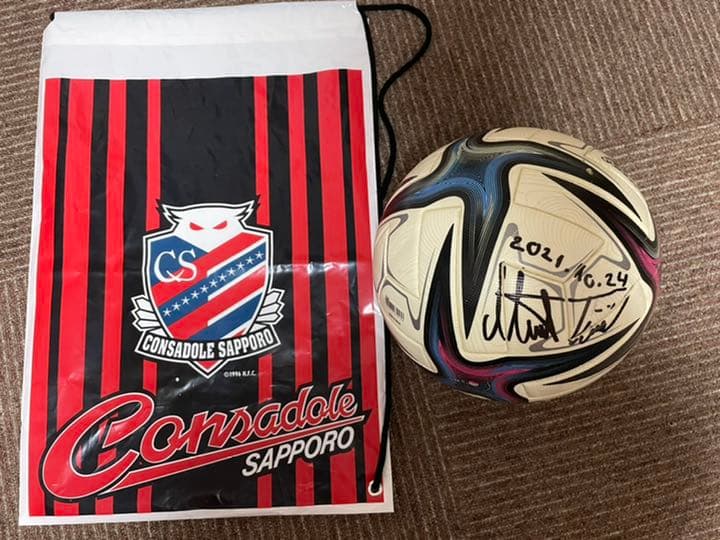 CS
CONSADOLE SAPPORO
©1996 H.F.C.
Consadole
SAPPORO
2021.10.24